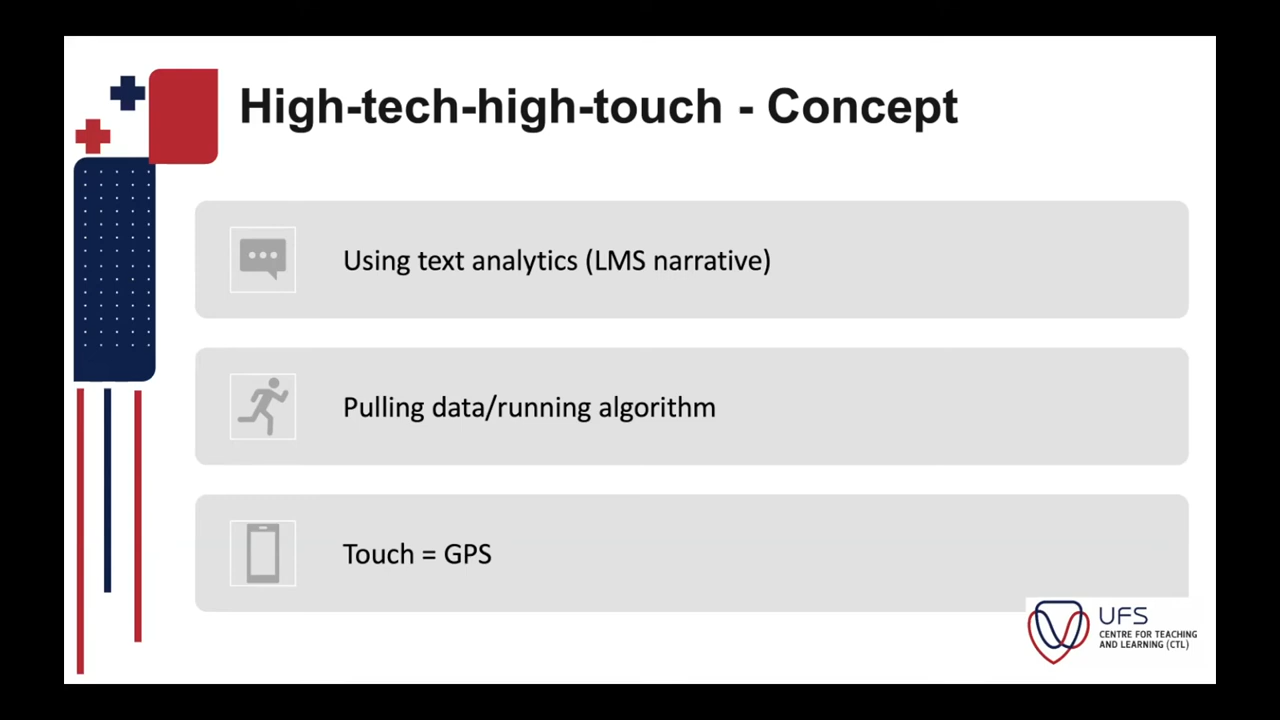 High-tech-high-touch - Concept
Using text analytics (LMS narrative)
Pulling data/running algorithm
Touch = GPS
UFS
CENTRE FOR TEACHING
AND LEARNING (CTL)